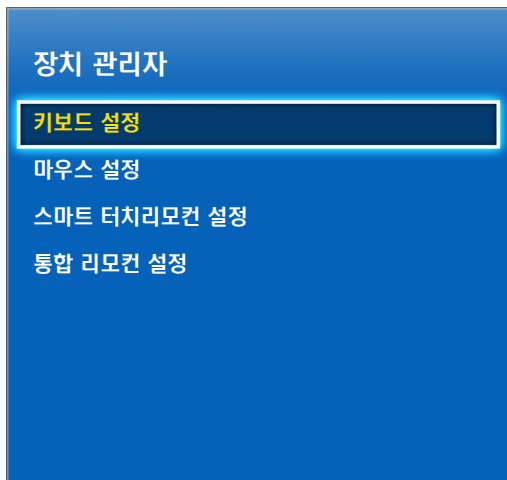 장치 관리자
키보드 설정
마우스 설정
스마트 터치리모컨 설정
통합 리모컨 설정